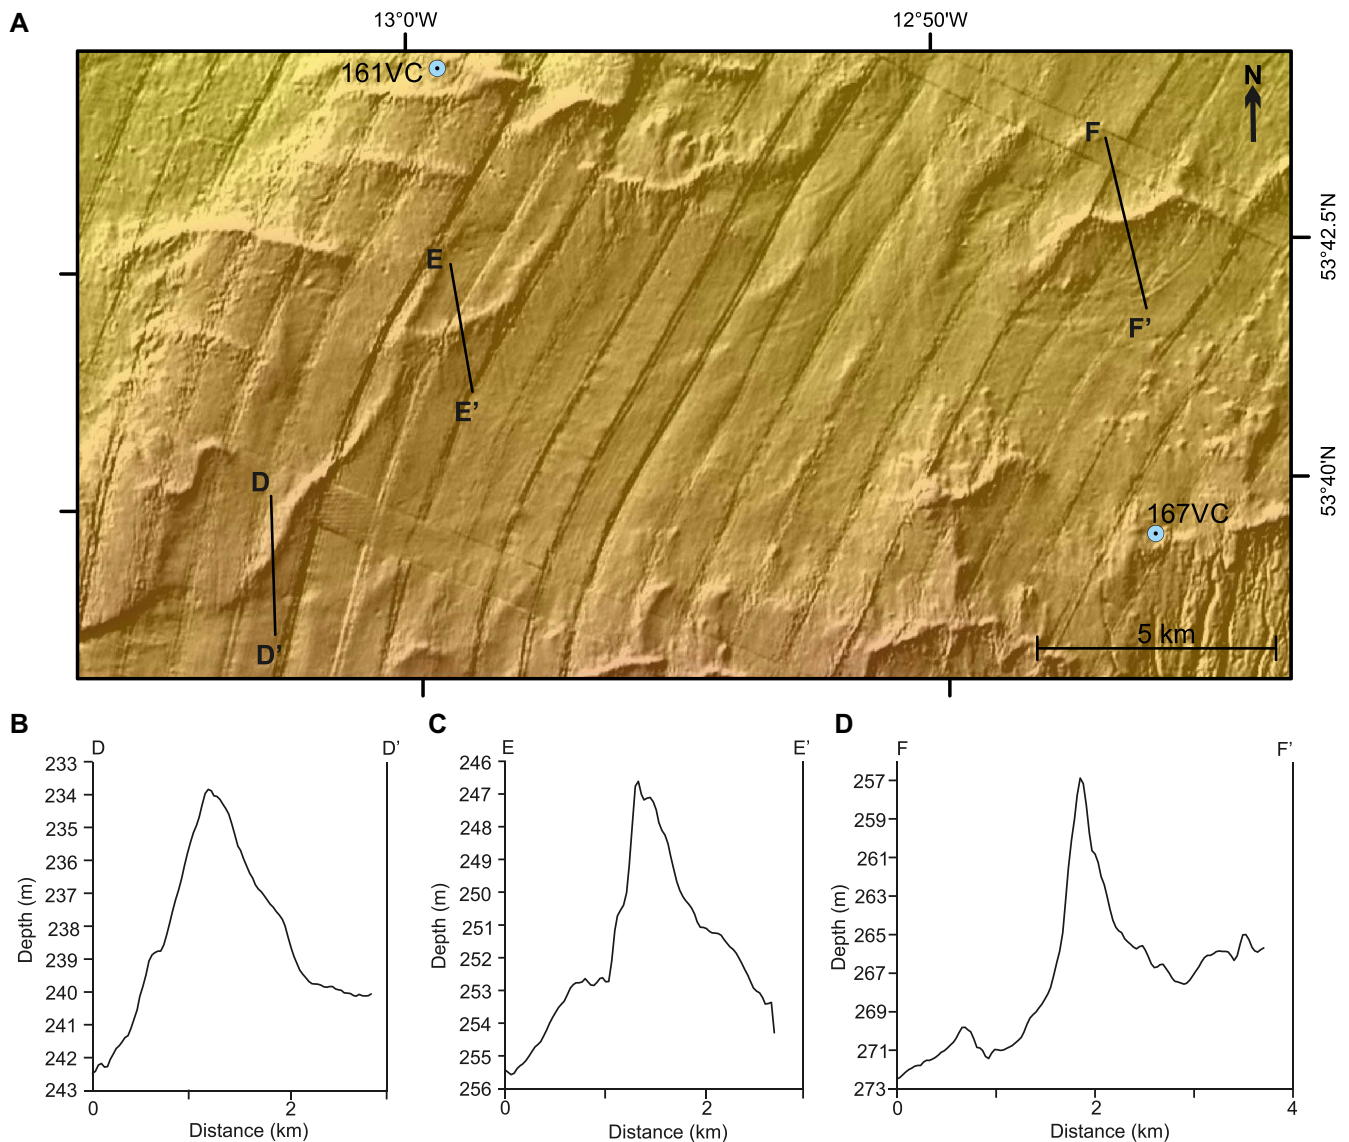 A
13°0'W
12°50'W
161VC
N
F
53°42.5'N
E
F’
E’
53°40'N
D
167VC
5 km
D’
B
C
D
D
D’
E
E’
F
F’
233
234
235
236
237
238
239
240
241
242
243
Depth (m)
0
2
Distance (km)
246
247
248
249
250
251
252
253
254
255
256
Depth (m)
0
2
Distance (km)
257
259
261
263
265
267
269
271
273
Depth (m)
0
2
4
Distance (km)